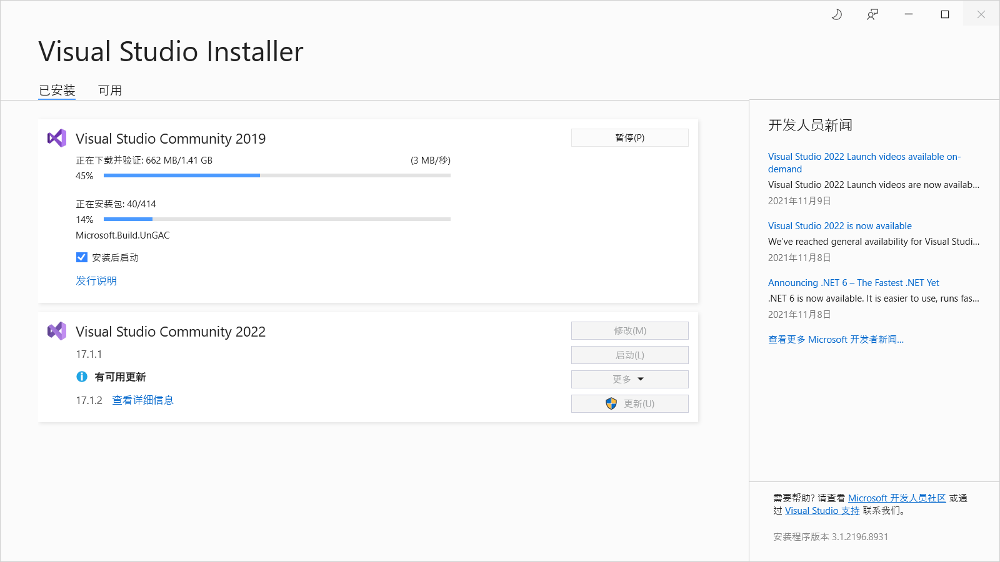 Visual Studio Installer
已安装
可用
Visual Studio Community 2019
暂停(P)
正在下载并验证: 662 MB/1.41 GB
(3 MB/秒)
45%
正在安装包: 40/414
14%
Microsoft.Build.UnGAC
安装后启动
发行说明
Visual Studio Community 2022
修改(M)
17.1.1
启动(L)
有可用更新
更多
17.1.2 查看详细信息
更新(U)
开发人员新闻
Visual Studio 2022 Launch videos available on-
demand
Visual Studio 2022 Launch videos are now availab...
2021年11月9日
Visual Studio 2022 is now available
We’ve reached general availability for Visual Studi...
2021年11月8日
Announcing .NET 6 – The Fastest .NET Yet
.NET 6 is now available. It is easier to use, runs fas...
2021年11月8日
查看更多 Microsoft 开发者新闻...
需要帮助? 请查看 Microsoft 开发人员社区 或通
过 Visual Studio 支持 联系我们。
安装程序版本 3.1.2196.8931